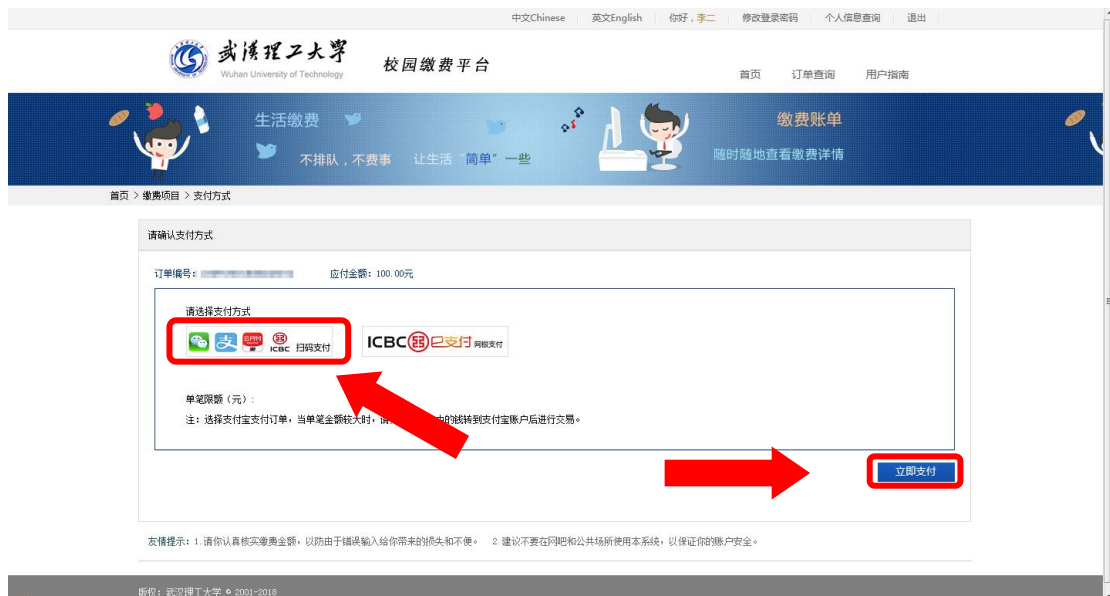 中文Chinese 英文English 你好，李二 修改登录密码 个人信息查询 退出
武汉理工大学 校园缴费平台
Wuhan University of Technology
首页 订单查询 用户指南
生活缴费 缴费账单
不排队，不费事 让生活"简单"一些 随时随地查看缴费详情
首页 > 缴费项目 > 支付方式
请确认支付方式
订单编号： 应付金额：100.00元
请选择支付方式
支 ICBC 扫码支付 ICBC e支付 网银支付
单笔限额（元）：
注：选择支付宝支付订单，当单笔金额较大时，请 中的钱转到支付宝账户后进行交易。
立即支付
友情提示：1.请你认真核实缴费金额，以防由于错误输入给你带来的损失和不便。 2.建议不要在网吧和公共场所使用本系统，以保证你的账户安全。
版权：武汉理工大学 © 2001-2018